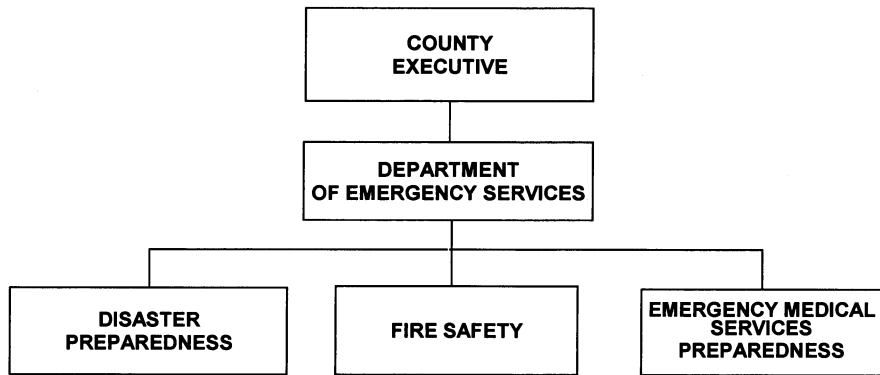 COUNTY
EXECUTIVE
DEPARTMENT
OF EMERGENCY SERVICES
DISASTER
PREPAREDNESS
FIRE SAFETY
EMERGENCY MEDICAL
SERVICES
PREPAREDNESS